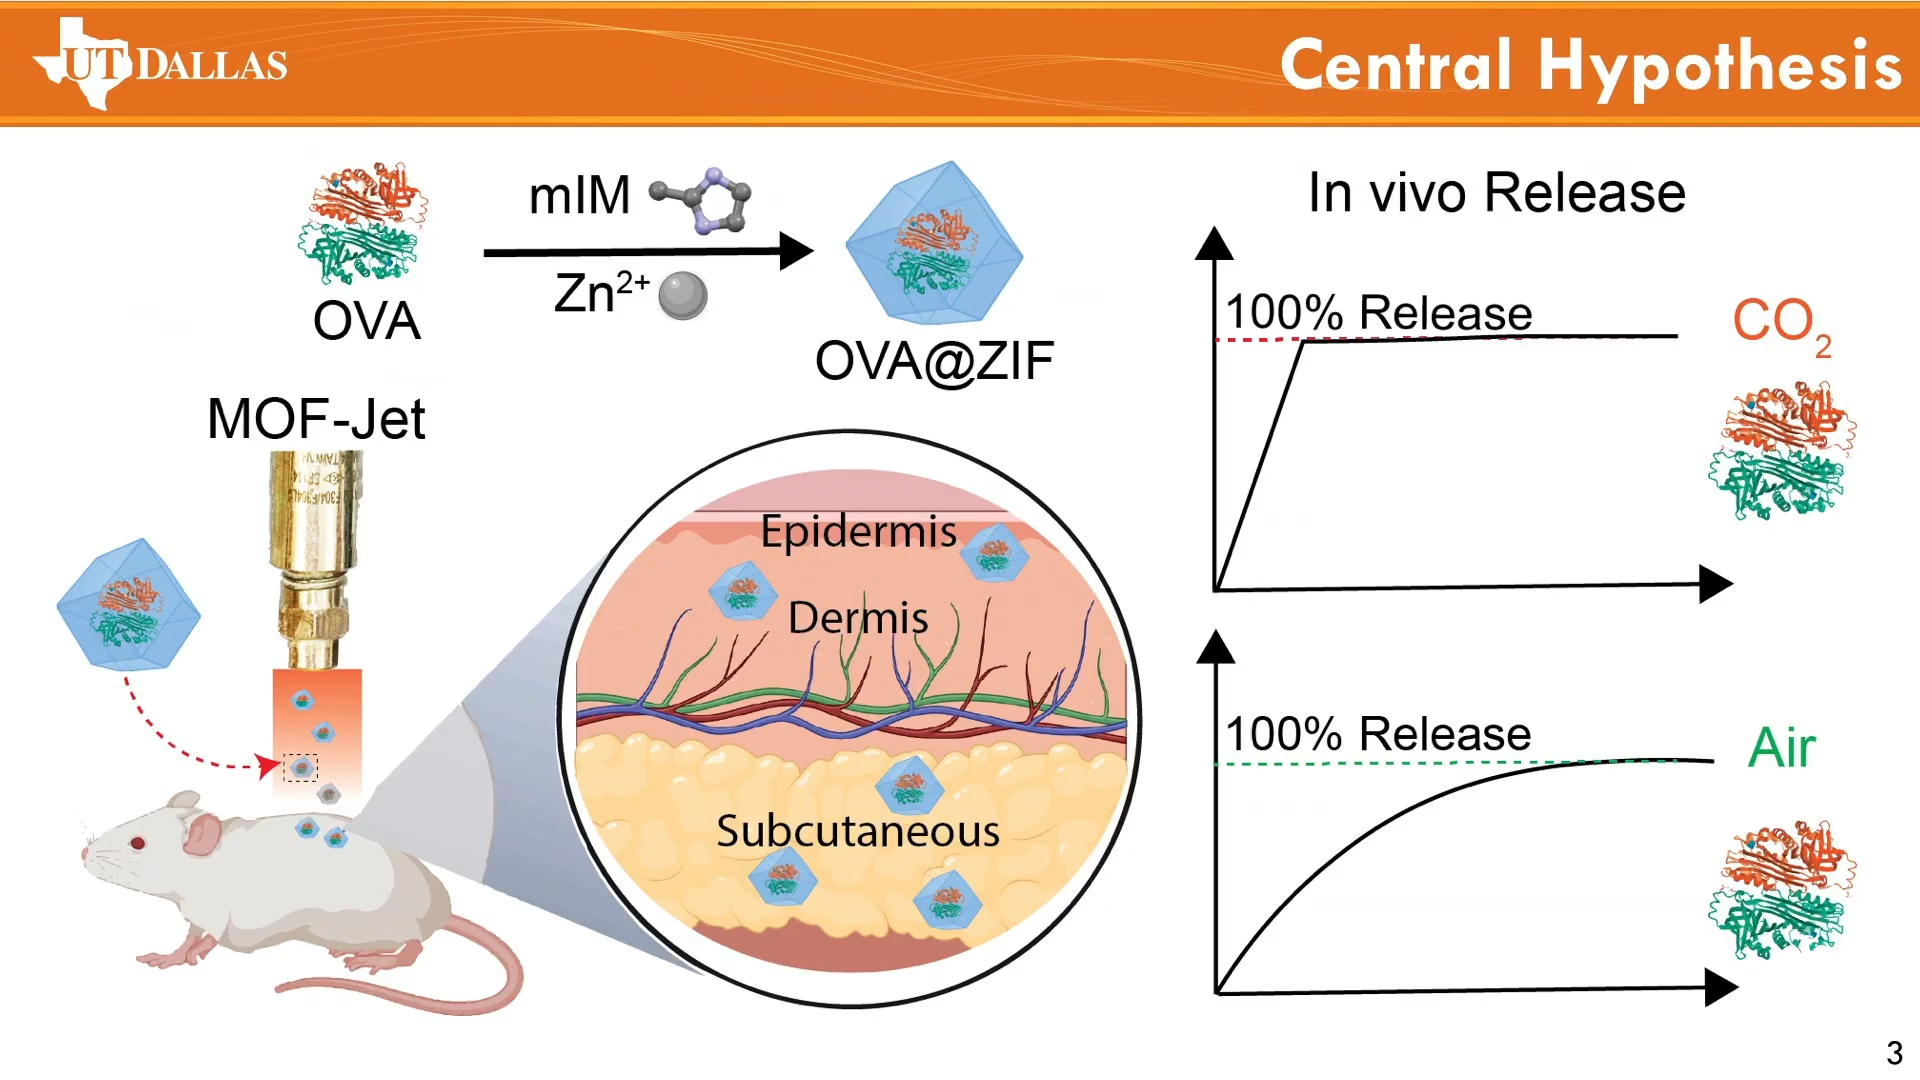 UT DALLAS
Central Hypothesis
OVA
mIM
Zn2+
OVA@ZIF
MOF-Jet
Epidermis
Dermis
Subcutaneous
In vivo Release
100% Release
CO2
100% Release
Air
3